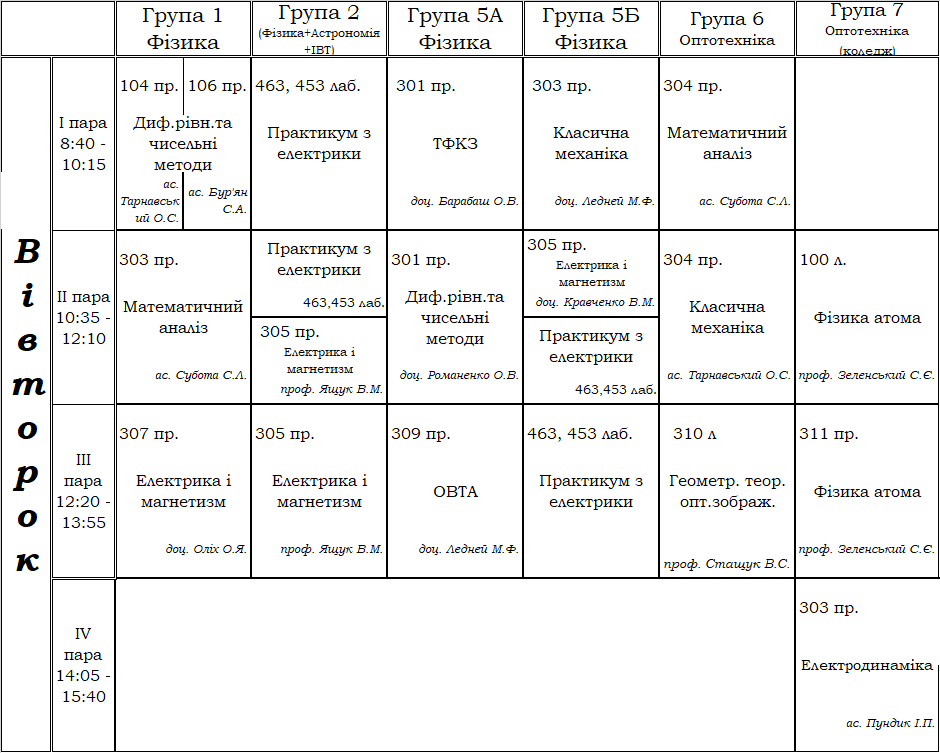 Група 1
Фізика
Група 2
(Фізика+Астрономія
+ІВТ)
Група 5А
Фізика
Група 5Б
Фізика
Група 6
Оптотехніка
Група 7
Оптотехніка
(коледж)
Вівторок
І пара
8:40 -
10:15
104 пр.
106 пр.
Диф.рівн.та
чисельні
методи
ас.
Тарнавськ
ий О.С.
ас. Бур'ян
С.А.
463, 453 лаб.
Практикум з
електрики
301 пр.
ТФКЗ
доц. Барабаш О.В.
303 пр.
Класична
механіка
доц. Ледней М.Ф.
304 пр.
Математичний
аналіз
ас. Субота С.Л.
ІІ пара
10:35 -
12:10
303 пр.
Математичний
аналіз
ас. Субота С.Л.
Практикум з
електрики
463,453 лаб.
305 пр.
Електрика і
магнетизм
проф. Ящук В.М.
301 пр.
Диф.рівн.та
чисельні
методи
доц. Романенко О.В.
305 пр.
Електрика і
магнетизм
доц. Кравченко В.М.
Практикум з
електрики
463,453 лаб.
304 пр.
Класична
механіка
ас. Тарнавський О.С.
100 л.
Фізика атома
проф. Зеленський С.Є.
ІІІ
пара
12:20 -
13:55
307 пр.
Електрика і
магнетизм
доц. Оліх О.Я.
305 пр.
Електрика і
магнетизм
проф. Ящук В.М.
309 пр.
ОВТА
доц. Ледней М.Ф.
463, 453 лаб.
Практикум з
електрики
310 л
Геометр. теор.
опт.зображ.
проф. Стащук В.С.
311 пр.
Фізика атома
проф. Зеленський С.Є.
IV
пара
14:05 -
15:40
303 пр.
Електродинаміка
ас. Пундик І.П.